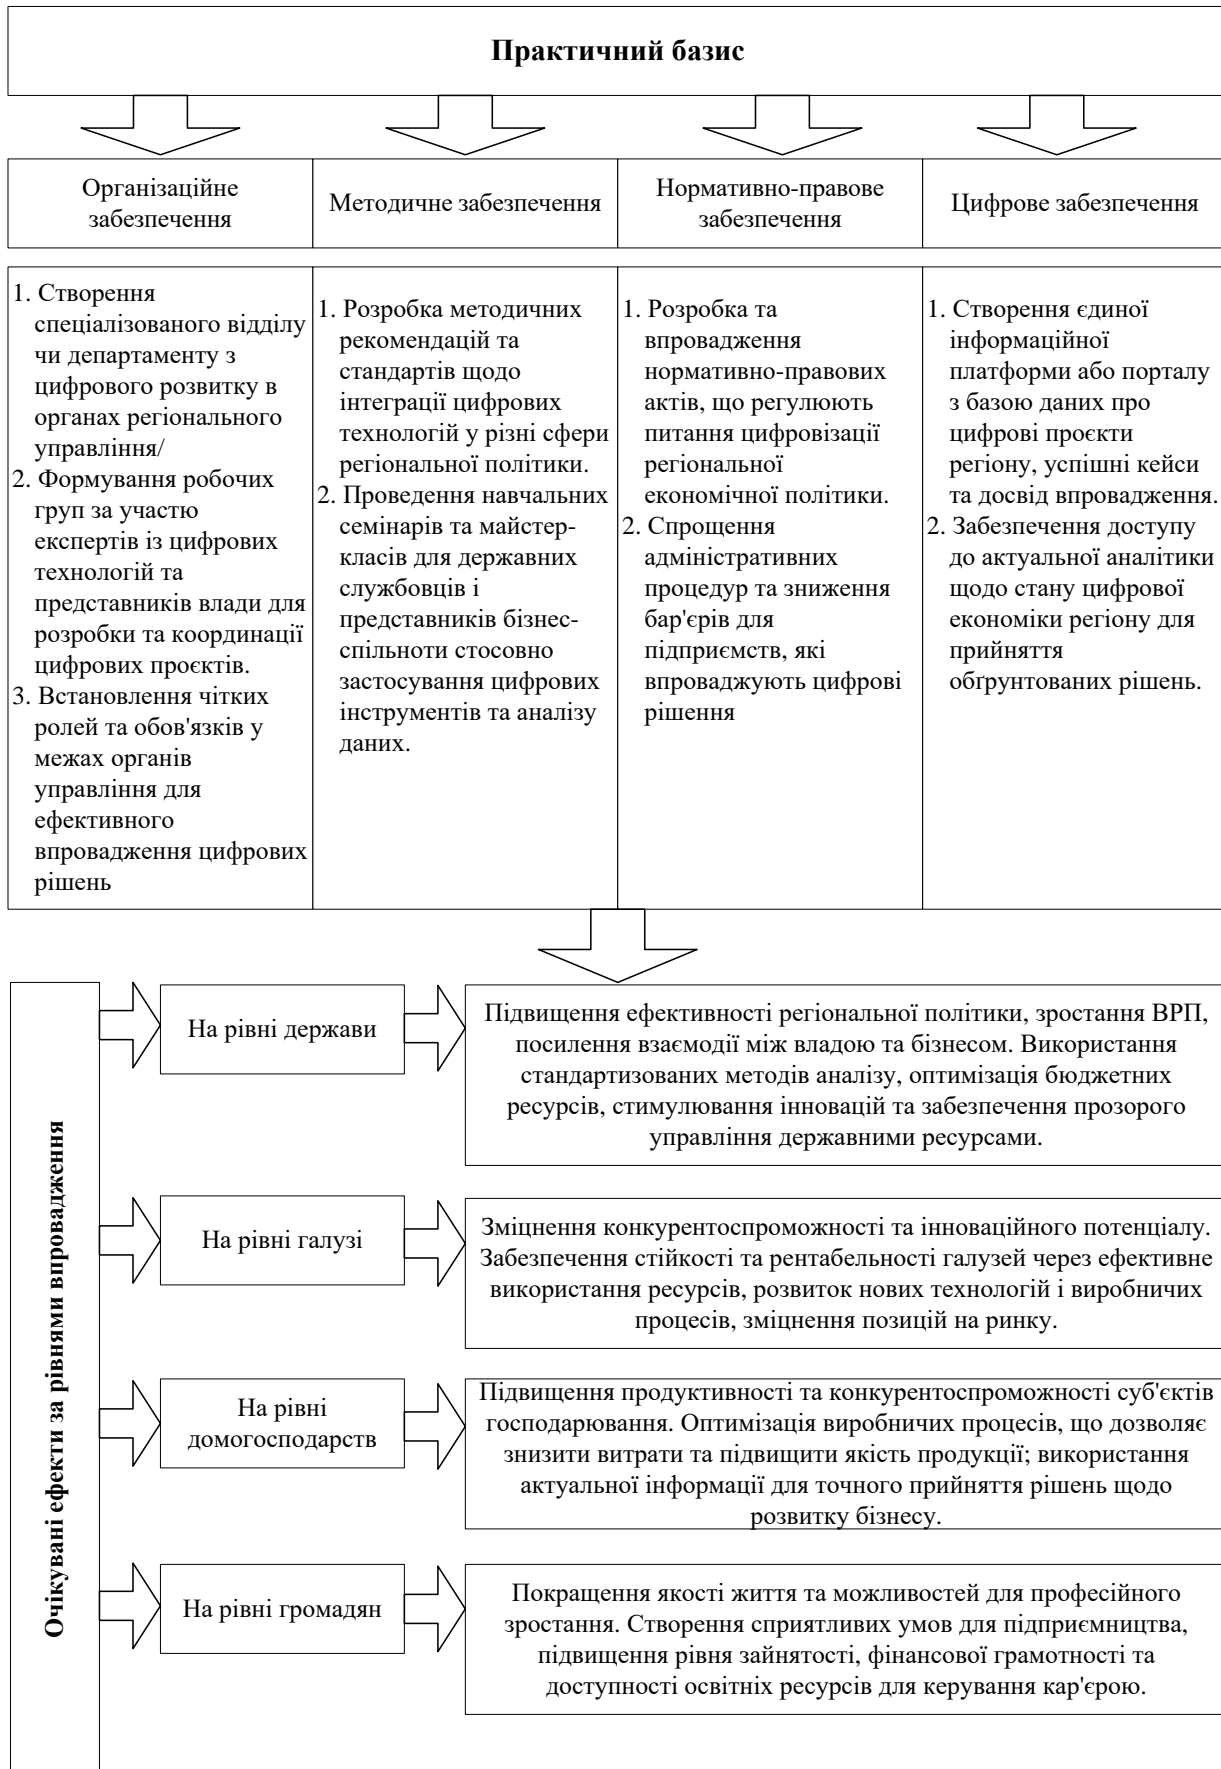 Практичний базис
Організаційне
забезпечення
Методичне забезпечення
Нормативно-правове
забезпечення
Цифрове забезпечення
1. Створення
спеціалізованого відділу
чи департаменту з
цифрового розвитку в
органах регіонального
управління/
2. Формування робочих
груп за участю
експертів із цифрових
технологій та
представників влади для
розробки та координації
цифрових проєктів.
3. Встановлення чітких
ролей та обов'язків у
межах органів
управління для
ефективного
впровадження цифрових
рішень
1. Розробка методичних
рекомендацій та
стандартів щодо
інтеграції цифрових
технологій у різні сфери
регіональної політики.
2. Проведення навчальних
семінарів та майстер-
класів для державних
службовців і
представників бізнес-
спільноти стосовно
застосування цифрових
інструментів та аналізу
даних.
1. Розробка та
впровадження
нормативно-правових
актів, що регулюють
питання цифровізації
регіональної
економічної політики.
2. Спрощення
адміністративних
процедур та зниження
бар'єрів для
підприємств, які
впроваджують цифрові
рішення
1. Створення єдиної
інформаційної
платформи або порталу
з базою даних про
цифрові проєкти
регіону, успішні кейси
та досвід впровадження.
2. Забезпечення доступу
до актуальної аналітики
щодо стану цифрової
економіки регіону для
прийняття
обґрунтованих рішень.
Очікувані ефекти за рівнями впровадження
На рівні держави
Підвищення ефективності регіональної політики, зростання ВРП,
посилення взаємодії між владою та бізнесом. Використання
стандартизованих методів аналізу, оптимізація бюджетних
ресурсів, стимулювання інновацій та забезпечення прозорого
управління державними ресурсами.
На рівні галузі
Зміцнення конкурентоспроможності та інноваційного потенціалу.
Забезпечення стійкості та рентабельності галузей через ефективне
використання ресурсів, розвиток нових технологій і виробничих
процесів, зміцнення позицій на ринку.
На рівні
домогосподарств
Підвищення продуктивності та конкурентоспроможності суб'єктів
господарювання. Оптимізація виробничих процесів, що дозволяє
знизити витрати та підвищити якість продукції; використання
актуальної інформації для точного прийняття рішень щодо
розвитку бізнесу.
На рівні громадян
Покращення якості життя та можливостей для професійного
зростання. Створення сприятливих умов для підприємництва,
підвищення рівня зайнятості, фінансової грамотності та
доступності освітніх ресурсів для керування кар'єрою.